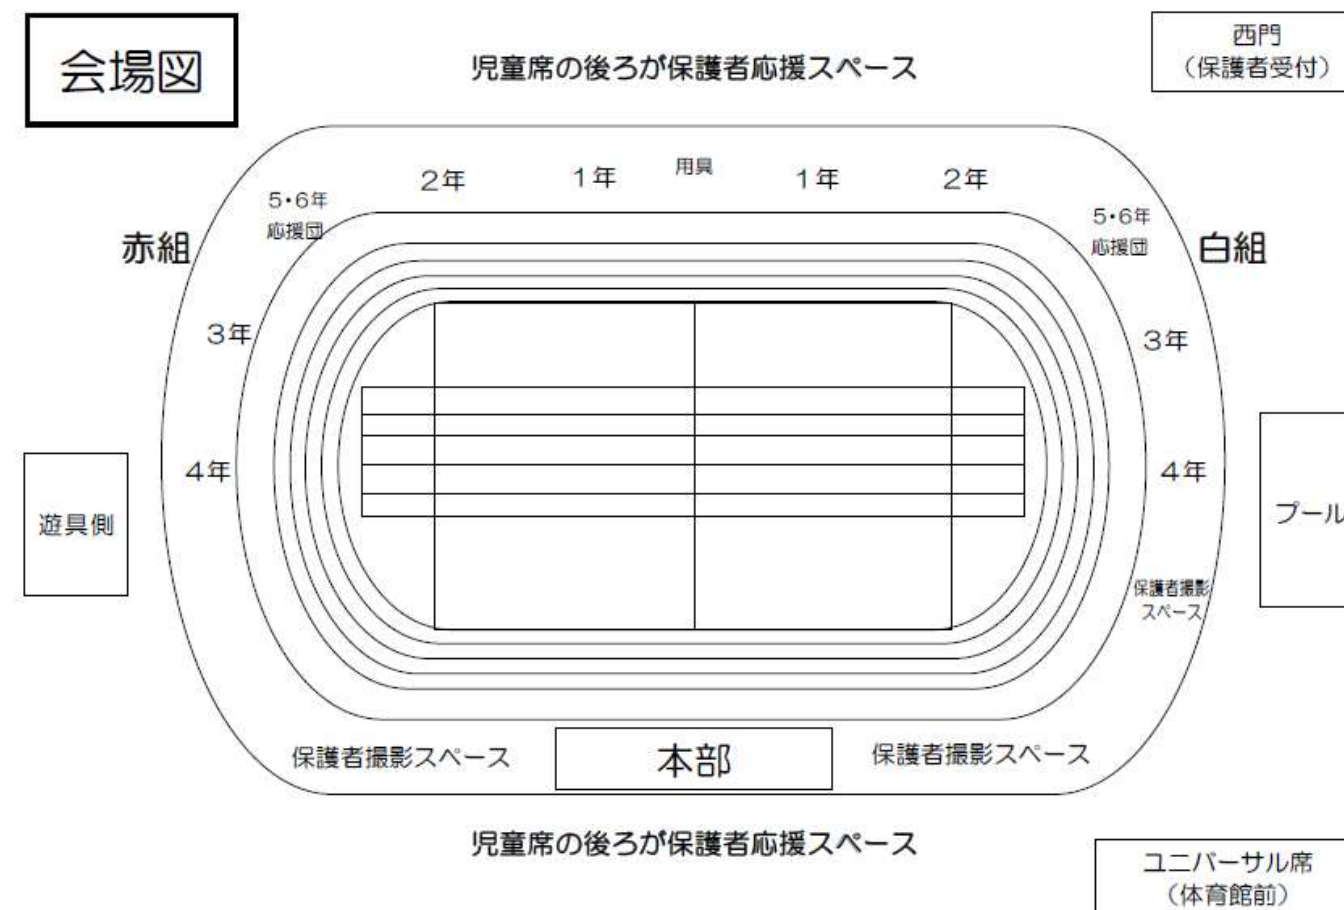 会場図
児童席の後ろが保護者応援スペース
西門
（保護者受付）
2年
1年
用具
1年
2年
5・6年
応援団
5・6年
応援団
赤組
白組
3年
3年
4年
4年
遊具側
プール
保護者撮影
スペース
保護者撮影スペース
本部
保護者撮影スペース
児童席の後ろが保護者応援スペース
ユニバーサル席
（体育館前）